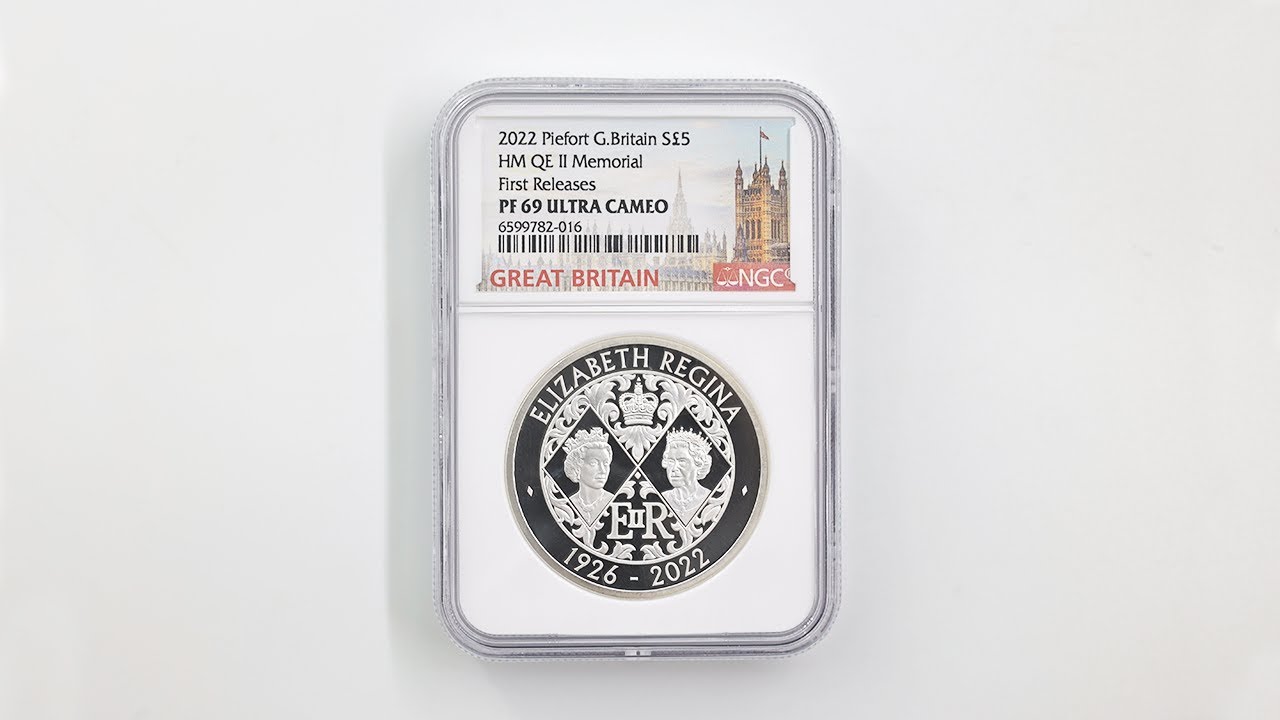 2022 Piefort G.Britain S£5
HM QE II Memorial
First Releases
PF 69 ULTRA CAMEO
6599782-016
GREAT BRITAIN
NGC
ELIZABETH REGINA
EIIR
1926 - 2022